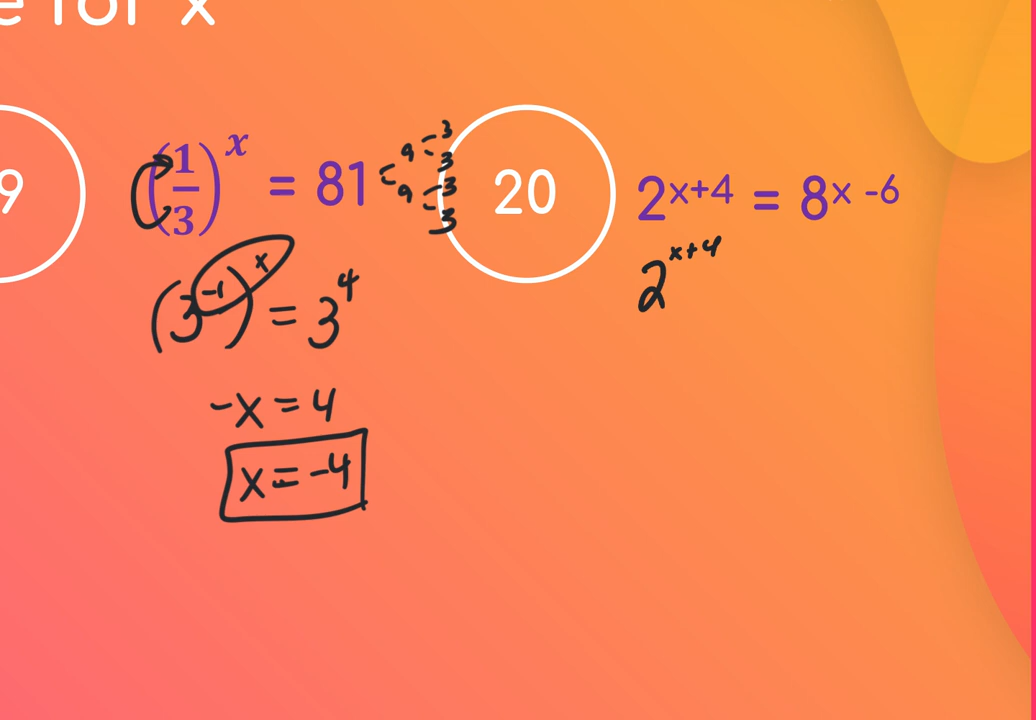 e for x
9
(1/3)^x = 81
9 3
3
9 3
3
(3^-1)^x = 3^4
-x = 4
x = -4
20
2^x+4 = 8^x -6
2^x+4